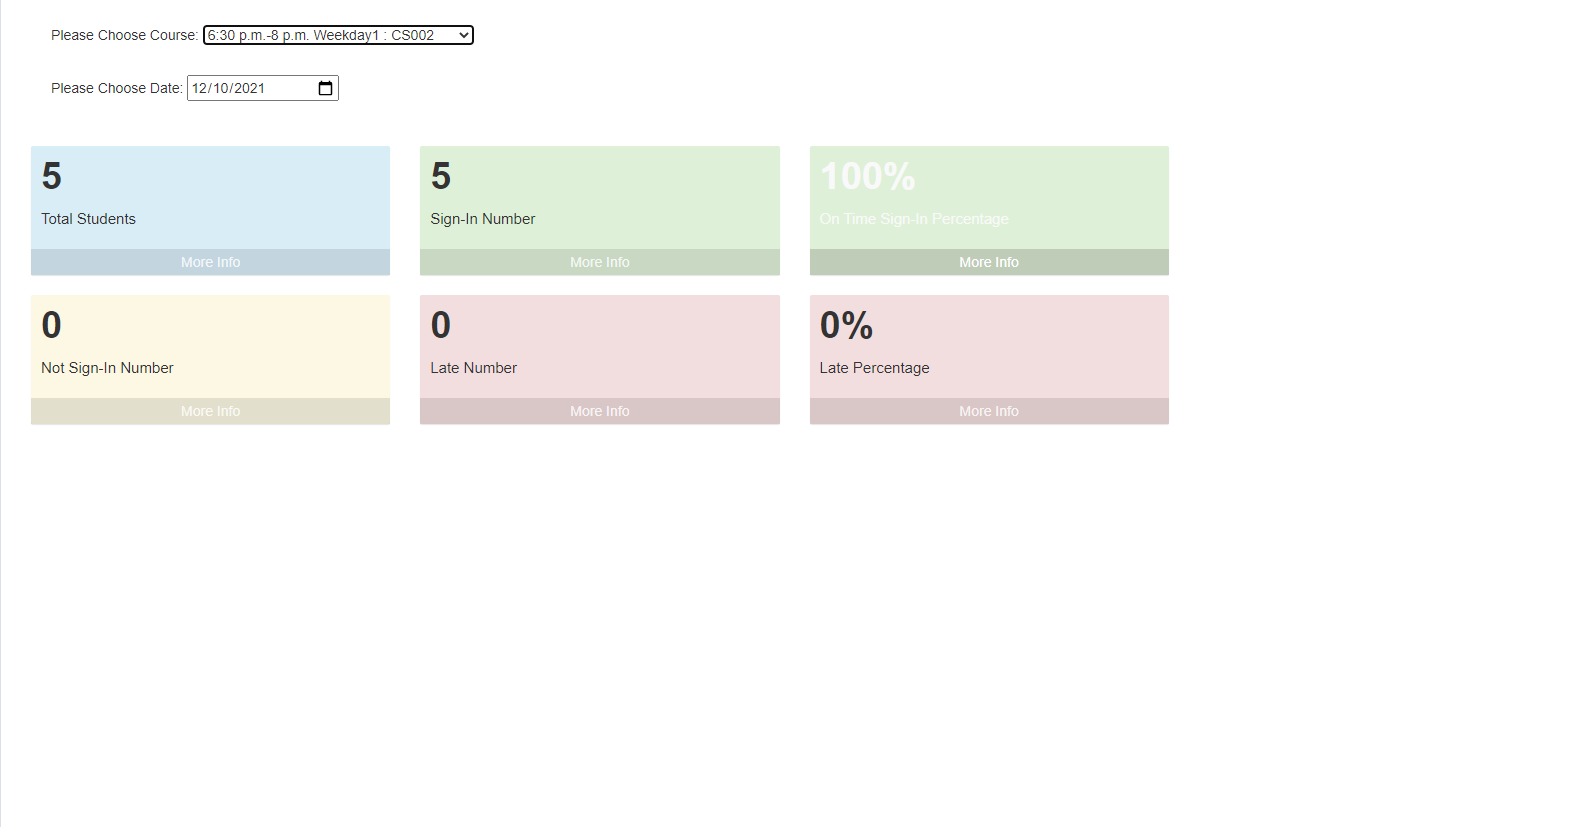 Please Choose Course: 6:30 p.m.-8 p.m. Weekday1 : CS002
Please Choose Date: 12/10/2021
5
Total Students
More Info
5
Sign-In Number
More Info
100%
On Time Sign-In Percentage
More Info
0
Not Sign-In Number
More Info
0
Late Number
More Info
0%
Late Percentage
More Info